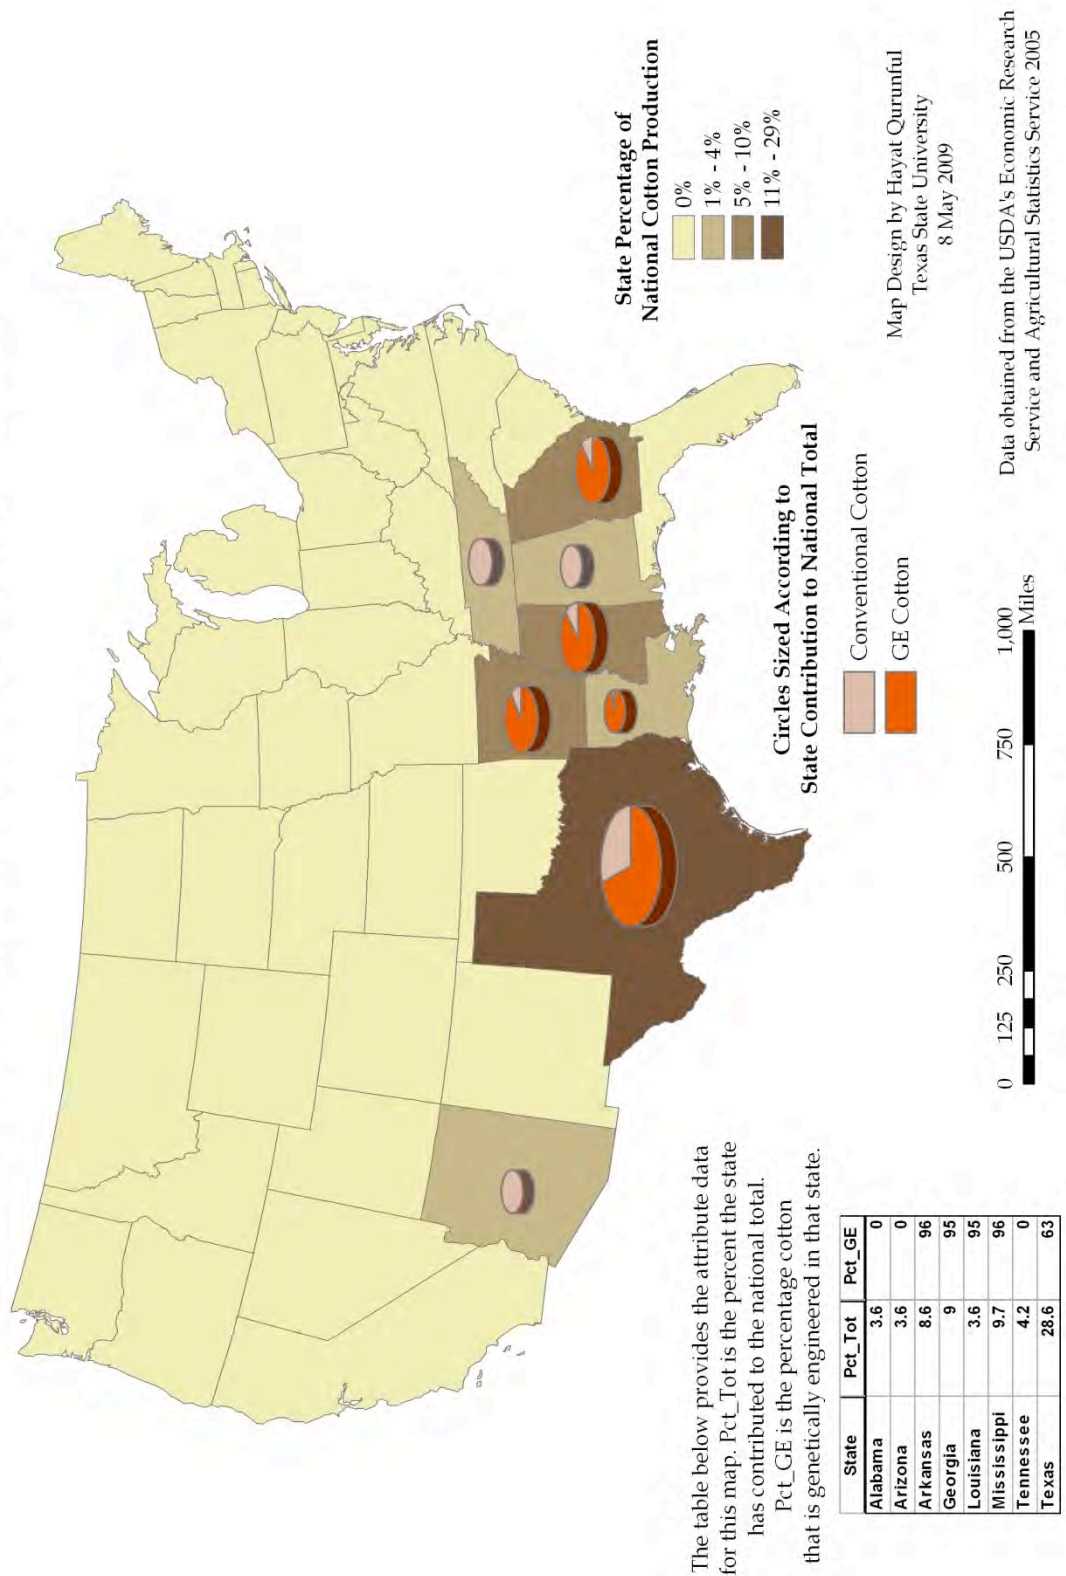 State Percentage of
National Cotton Production
0%
1% - 4%
5% - 10%
11% - 29%
Circles Sized According to
State Contribution to National Total
Conventional Cotton
GE Cotton
Map Design by Hayat Qurunful
Texas State University
8 May 2009
Data obtained from the USDA's Economic Research
Service and Agricultural Statistics Service 2005
0 125 250 500 750 1,000
Miles
The table below provides the attribute data
for this map. Pct_Tot is the percent the state
has contributed to the national total.
Pct_GE is the percentage cotton
that is genetically engineered in that state.
State Pct_Tot Pct_GE
Alabama 3.6 0
Arizona 3.6 0
Arkansas 8.6 96
Georgia 9 95
Louisiana 3.6 95
Mississippi 9.7 96
Tennessee 4.2 0
Texas 28.6 63